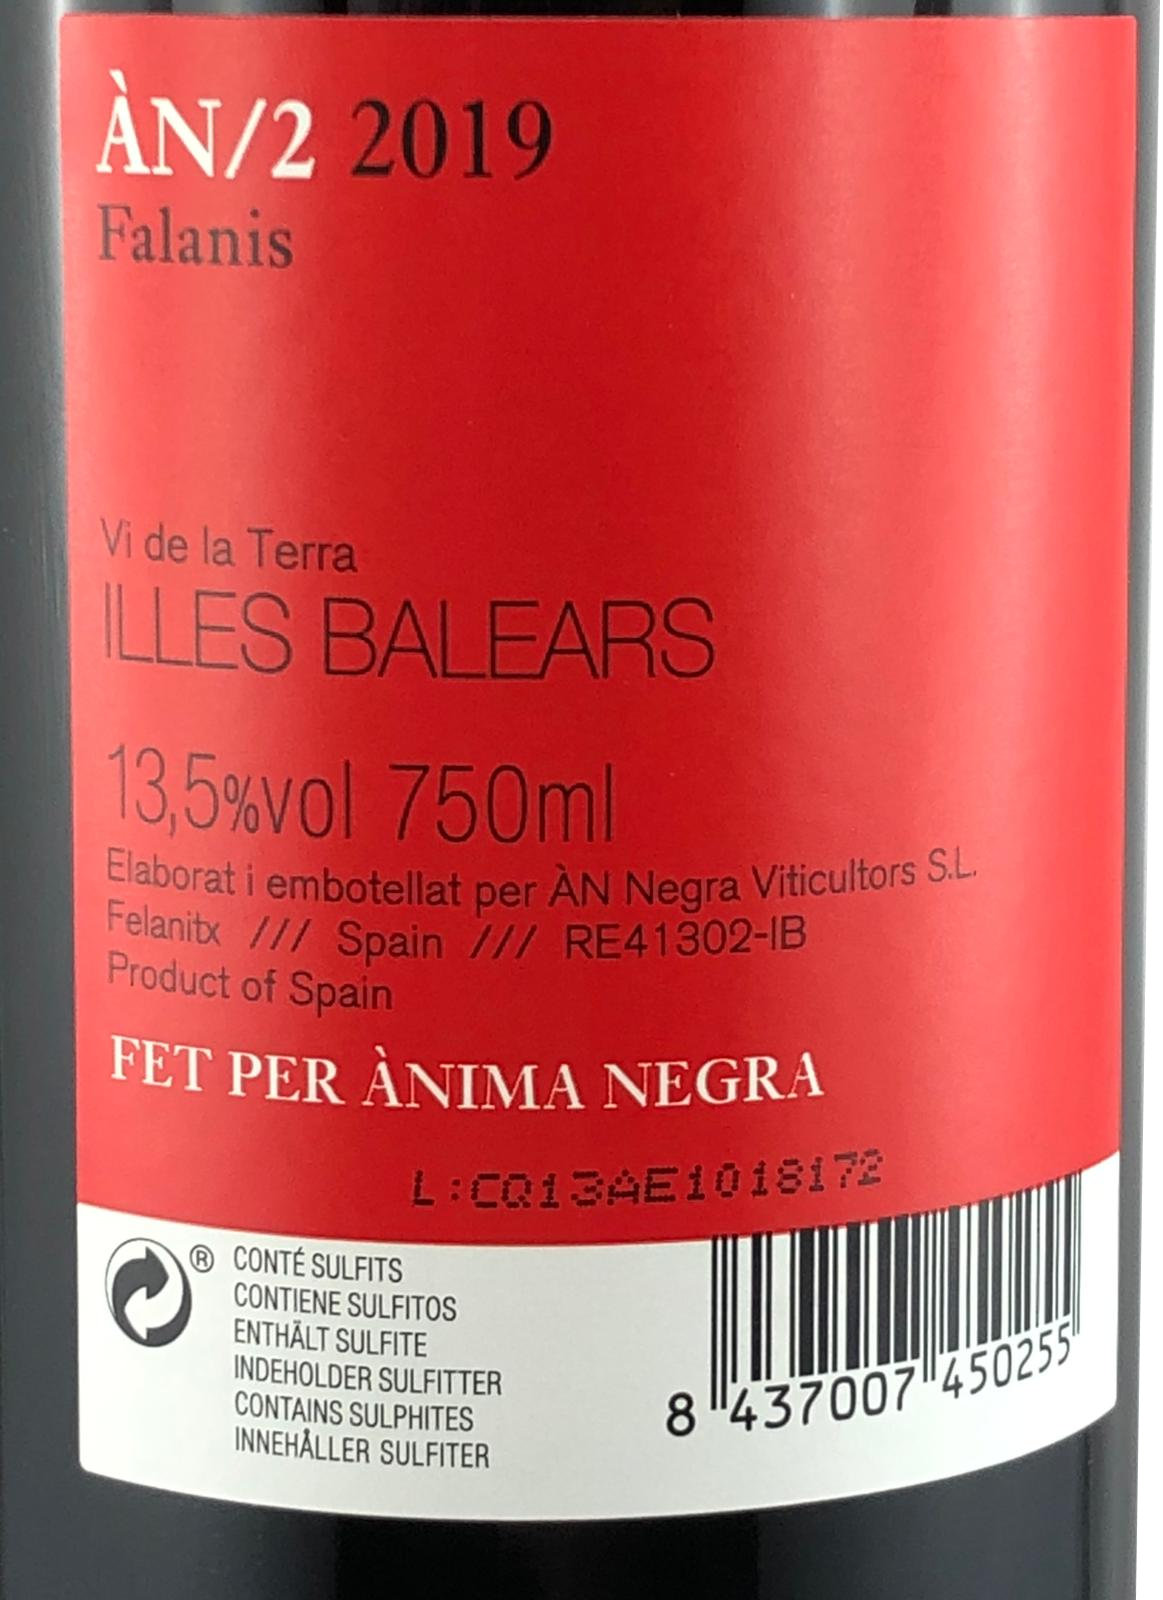 ÀN/2 2019
Falanis
Vi de la Terra
ILLES BALEARS
13,5%vol 750ml
Elaborat i embotellat per ÀN Negra Viticultors S.L.
Felanitx /// Spain /// RE41302-IB
Product of Spain
FET PER ÀNIMA NEGRA
L:CQ13AE1018172
®
CONTÉ SULFITS
CONTIENE SULFITOS
ENTHÄLT SULFITE
INDEHOLDER SULFITTER
CONTAINS SULPHITES
INNEHÅLLER SULFITER
8 437007 450255